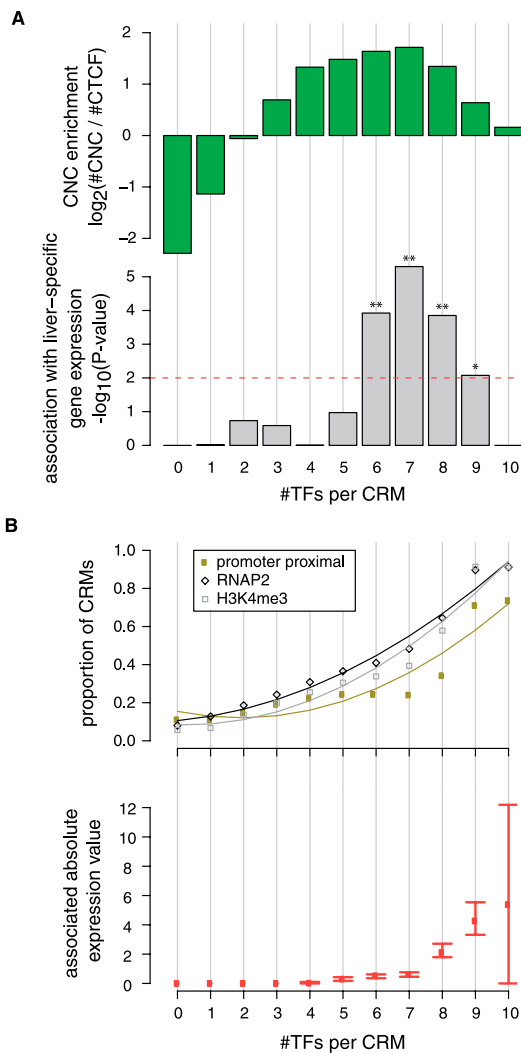 A
CNC enrichment
log2(#CNC / #CTCF)
2
1
0
−1
−2
association with liver−specific
gene expression
-log10(P-value)
5
4
3
2
1
0
**
**
**
*
0 1 2 3 4 5 6 7 8 9 10
#TFs per CRM
B
proportion of CRMs
1.0
0.8
0.6
0.4
0.2
0.0
promoter proximal
RNAP2
H3K4me3
associated absolute
expression value
12
10
8
6
4
2
0
0 1 2 3 4 5 6 7 8 9 10
#TFs per CRM